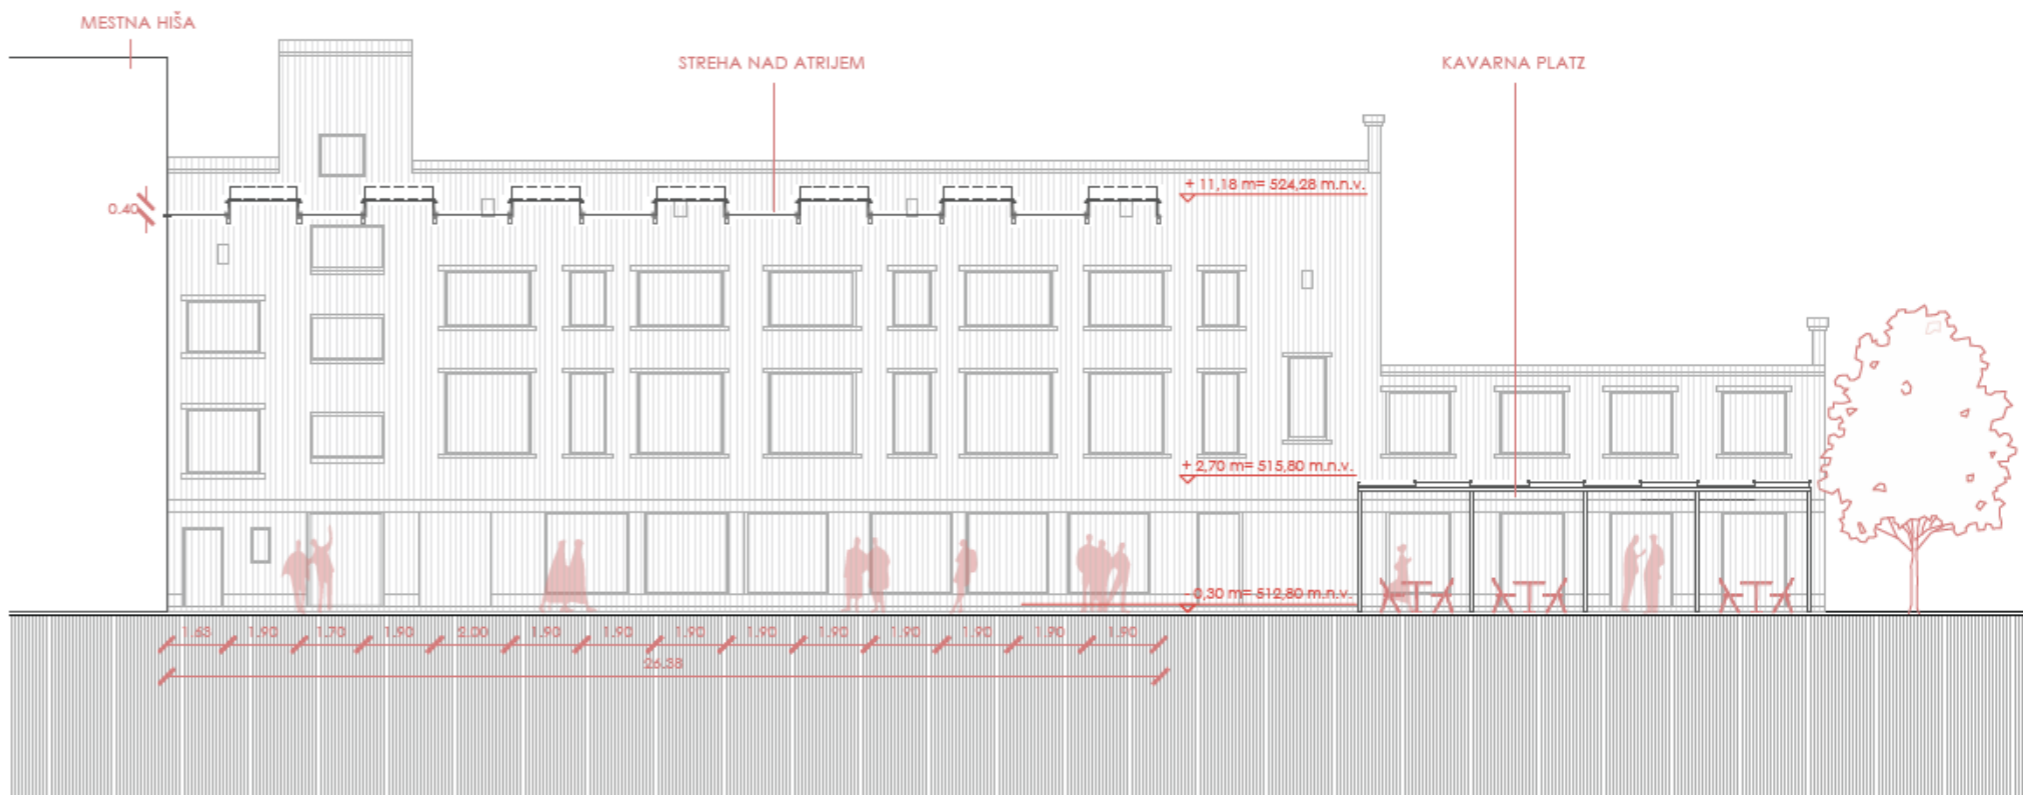 MESTNA HIŠA
STREHA NAD ATRIJEM
KAVARNA PLATZ
+ 11,18 m= 524,28 m.n.v.
0.40
+ 2,70 m= 515,80 m.n.v.
- 0,30 m= 512,80 m.n.v.
1.63 1.90 1.70 1.90 2.00 1.90 1.90 1.90 1.90 1.90 1.90 1.90 1.90 1.90
26.38